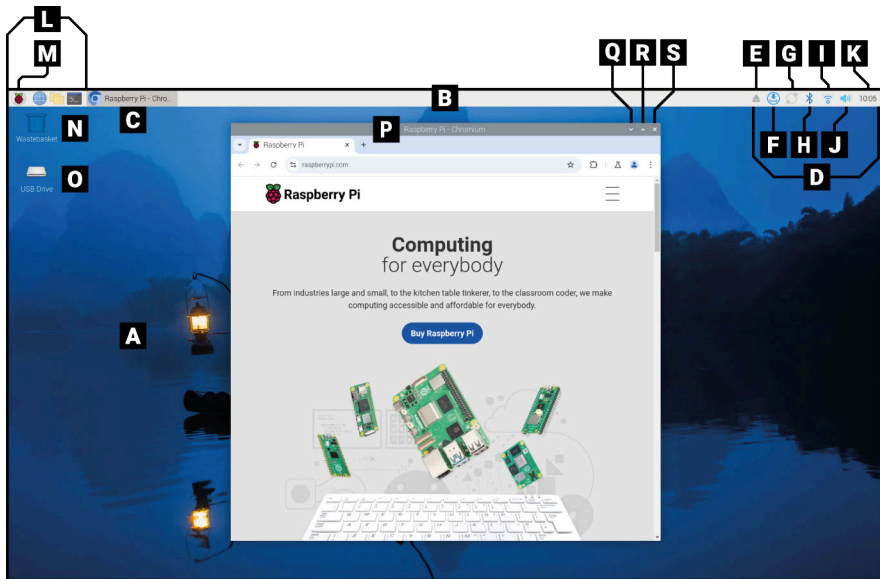 L
M
Q R S
E G I K
B
Raspberry Pi - Chro..
10:05
C
N
Wastebasket
O
USB Drive
P
Raspberry Pi - Chromium
F H J
D
Raspberry Pi
raspberrypi.com
Raspberry Pi
Computing
for everybody
From industries large and small, to the kitchen table tinkerer, to the classroom coder, we make
computing accessible and affordable for everybody.
Buy Raspberry Pi
A